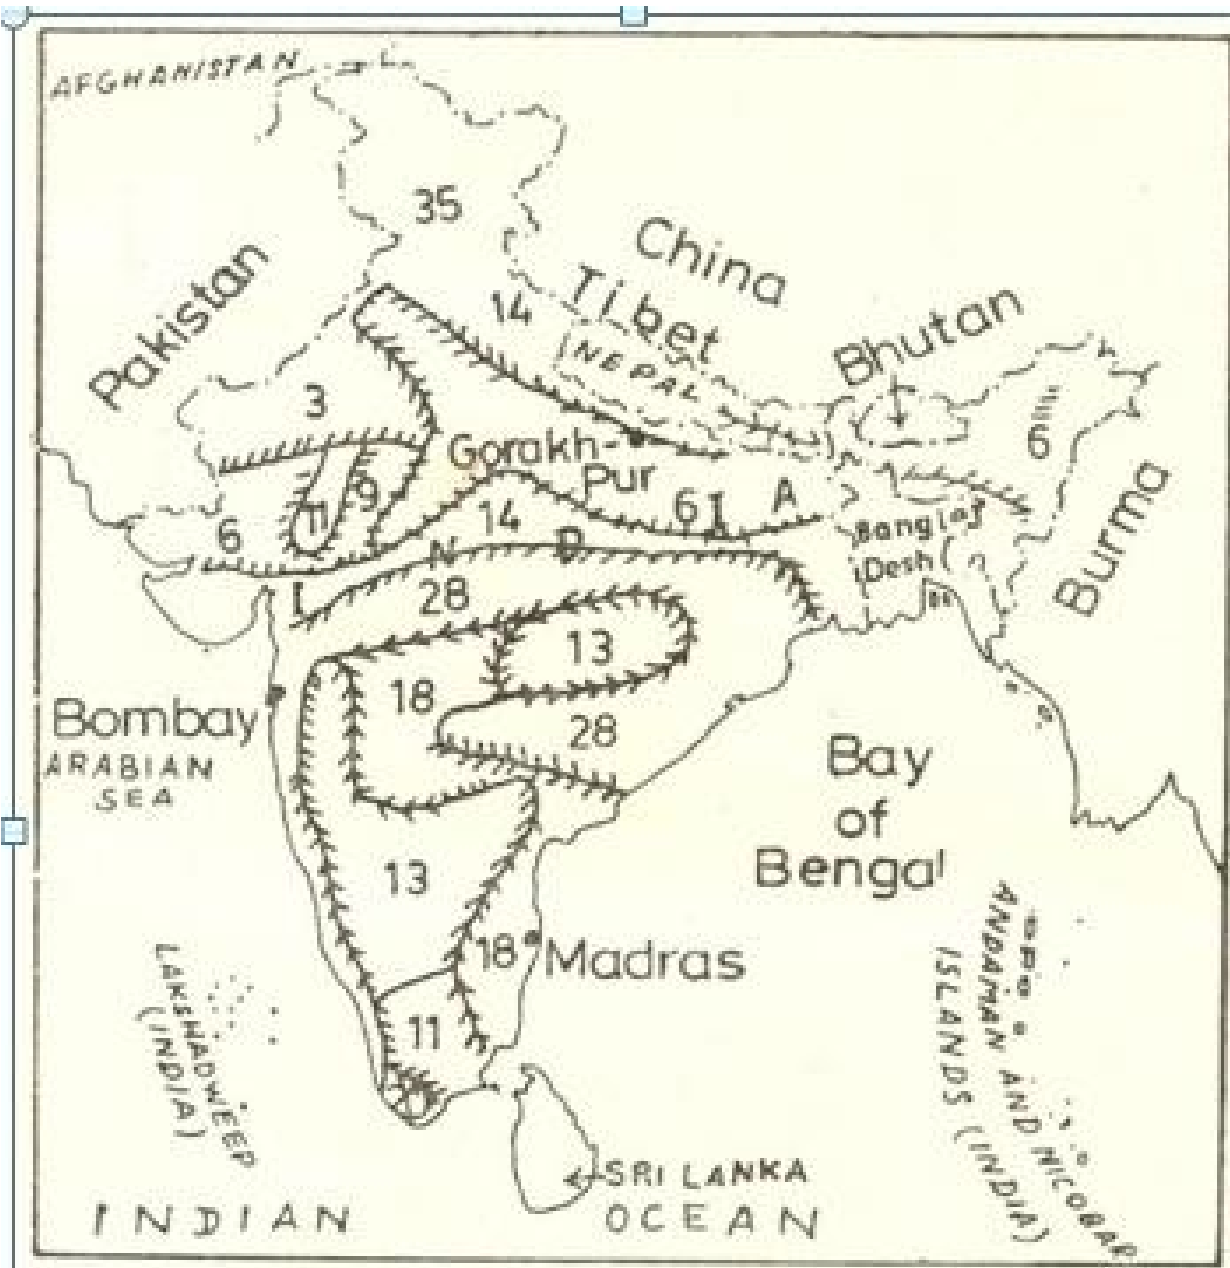 AFGHANISTAN
35
China
Tibet
14
Pakistan
NEPAL
Bhutan
3
6
Gorakh-
Pur
9
11
14
6 I A
6
Bangla
Desh
Burma
N D
I
28
13
18
Bombay
28
ARABIAN
SEA
Bay
of
Bengal
13
18
Madras
11
LAKSHADWEEP
(INDIA)
ANDAMAN AND NICOBAR
ISLANDS (INDIA)
SRI LANKA
INDIAN OCEAN